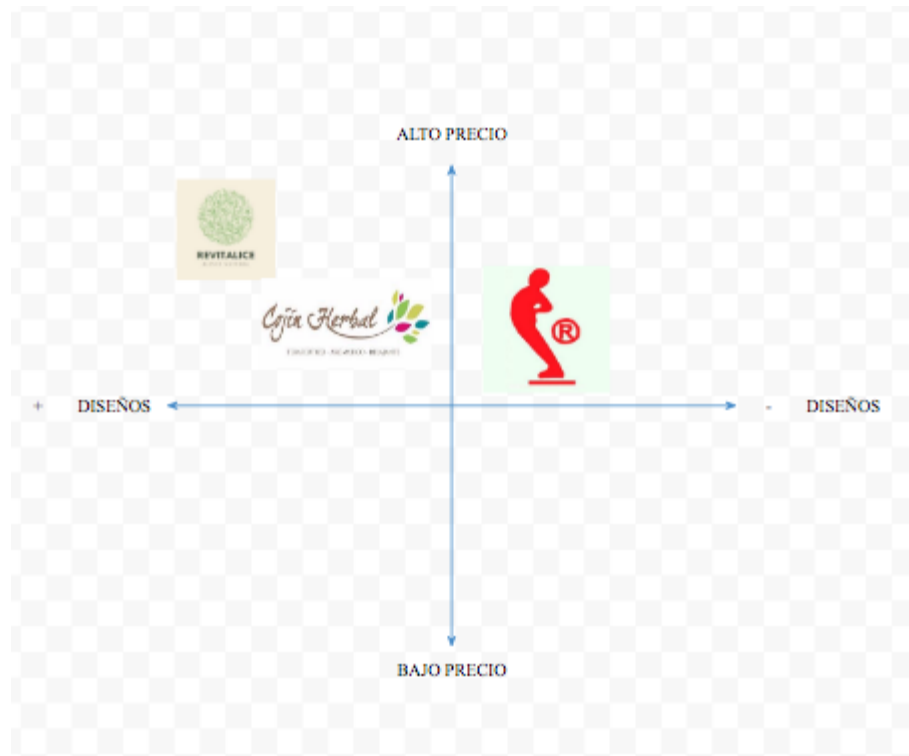 ALTO PRECIO
REVITALICE
Cojín Herbal
®
+ DISEÑOS - DISEÑOS
BAJO PRECIO